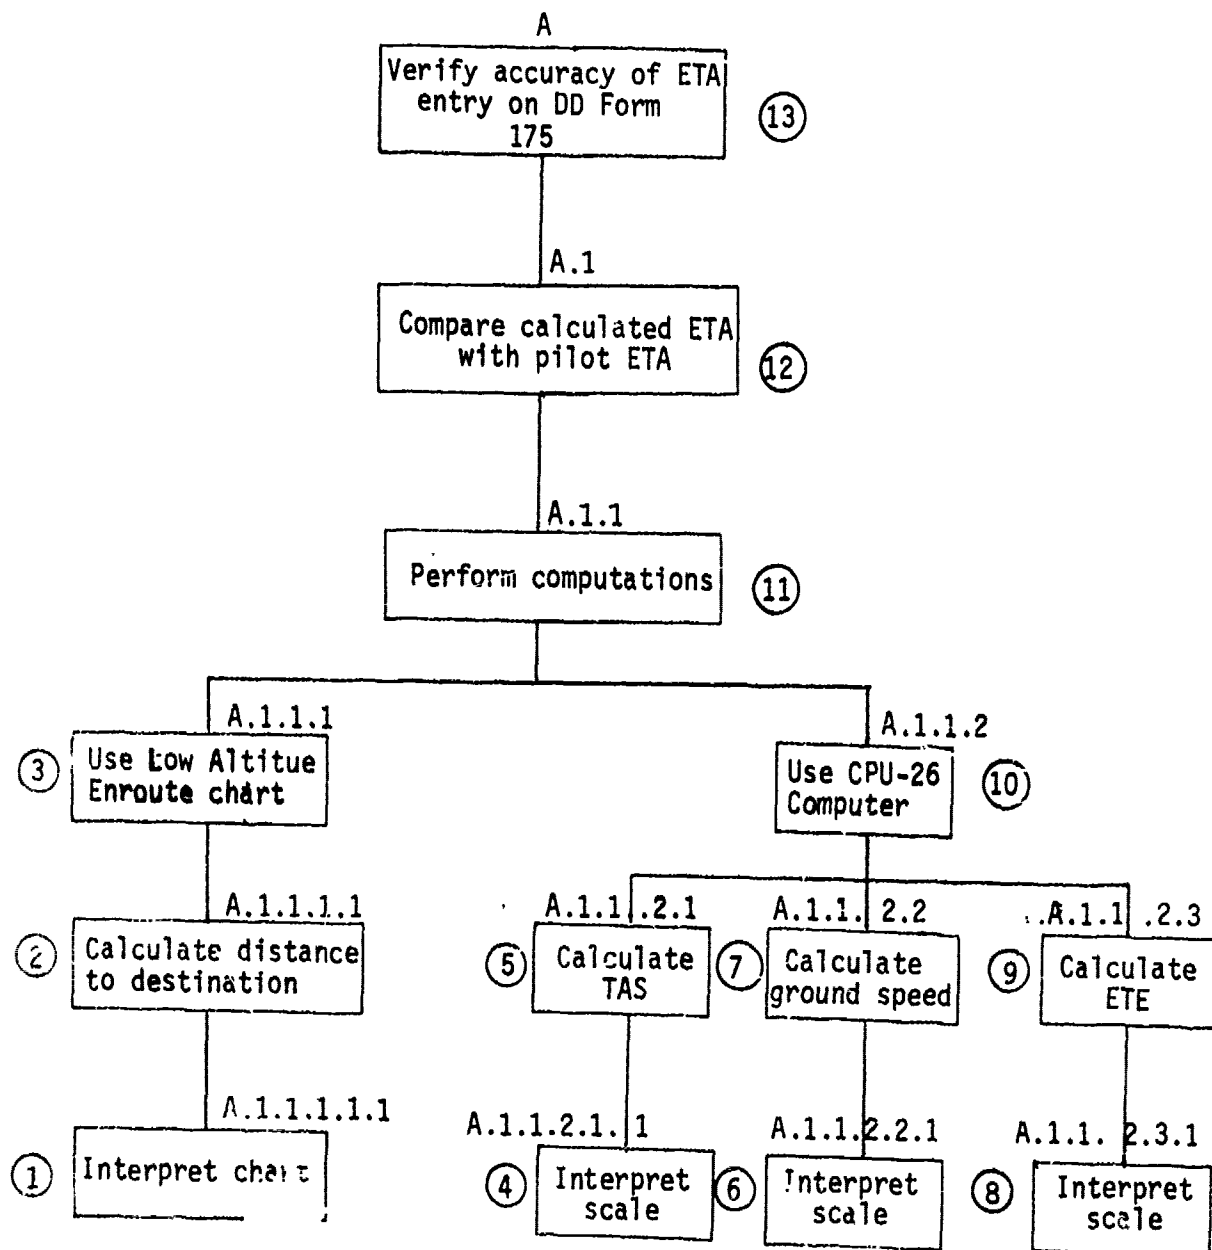 A
Verify accuracy of ETA
entry on DD Form
175
13
A.1
Compare calculated ETA
with pilot ETA
12
A.1.1
Perform computations
11
A.1.1.1
3
Use Low Altitue
Enroute chart
A.1.1.2
Use CPU-26
Computer
10
A.1.1.1.1
2
Calculate distance
to destination
A.1.1.2.1
5
Calculate
TAS
A.1.1.2.2
7
Calculate
ground speed
A.1.1.2.3
9
Calculate
ETE
A.1.1.1.1.1
1
Interpret chart
A.1.1.2.1.1
4
Interpret
scale
A.1.1.2.2.1
6
Interpret
scale
A.1.1.2.3.1
8
Interpret
scale